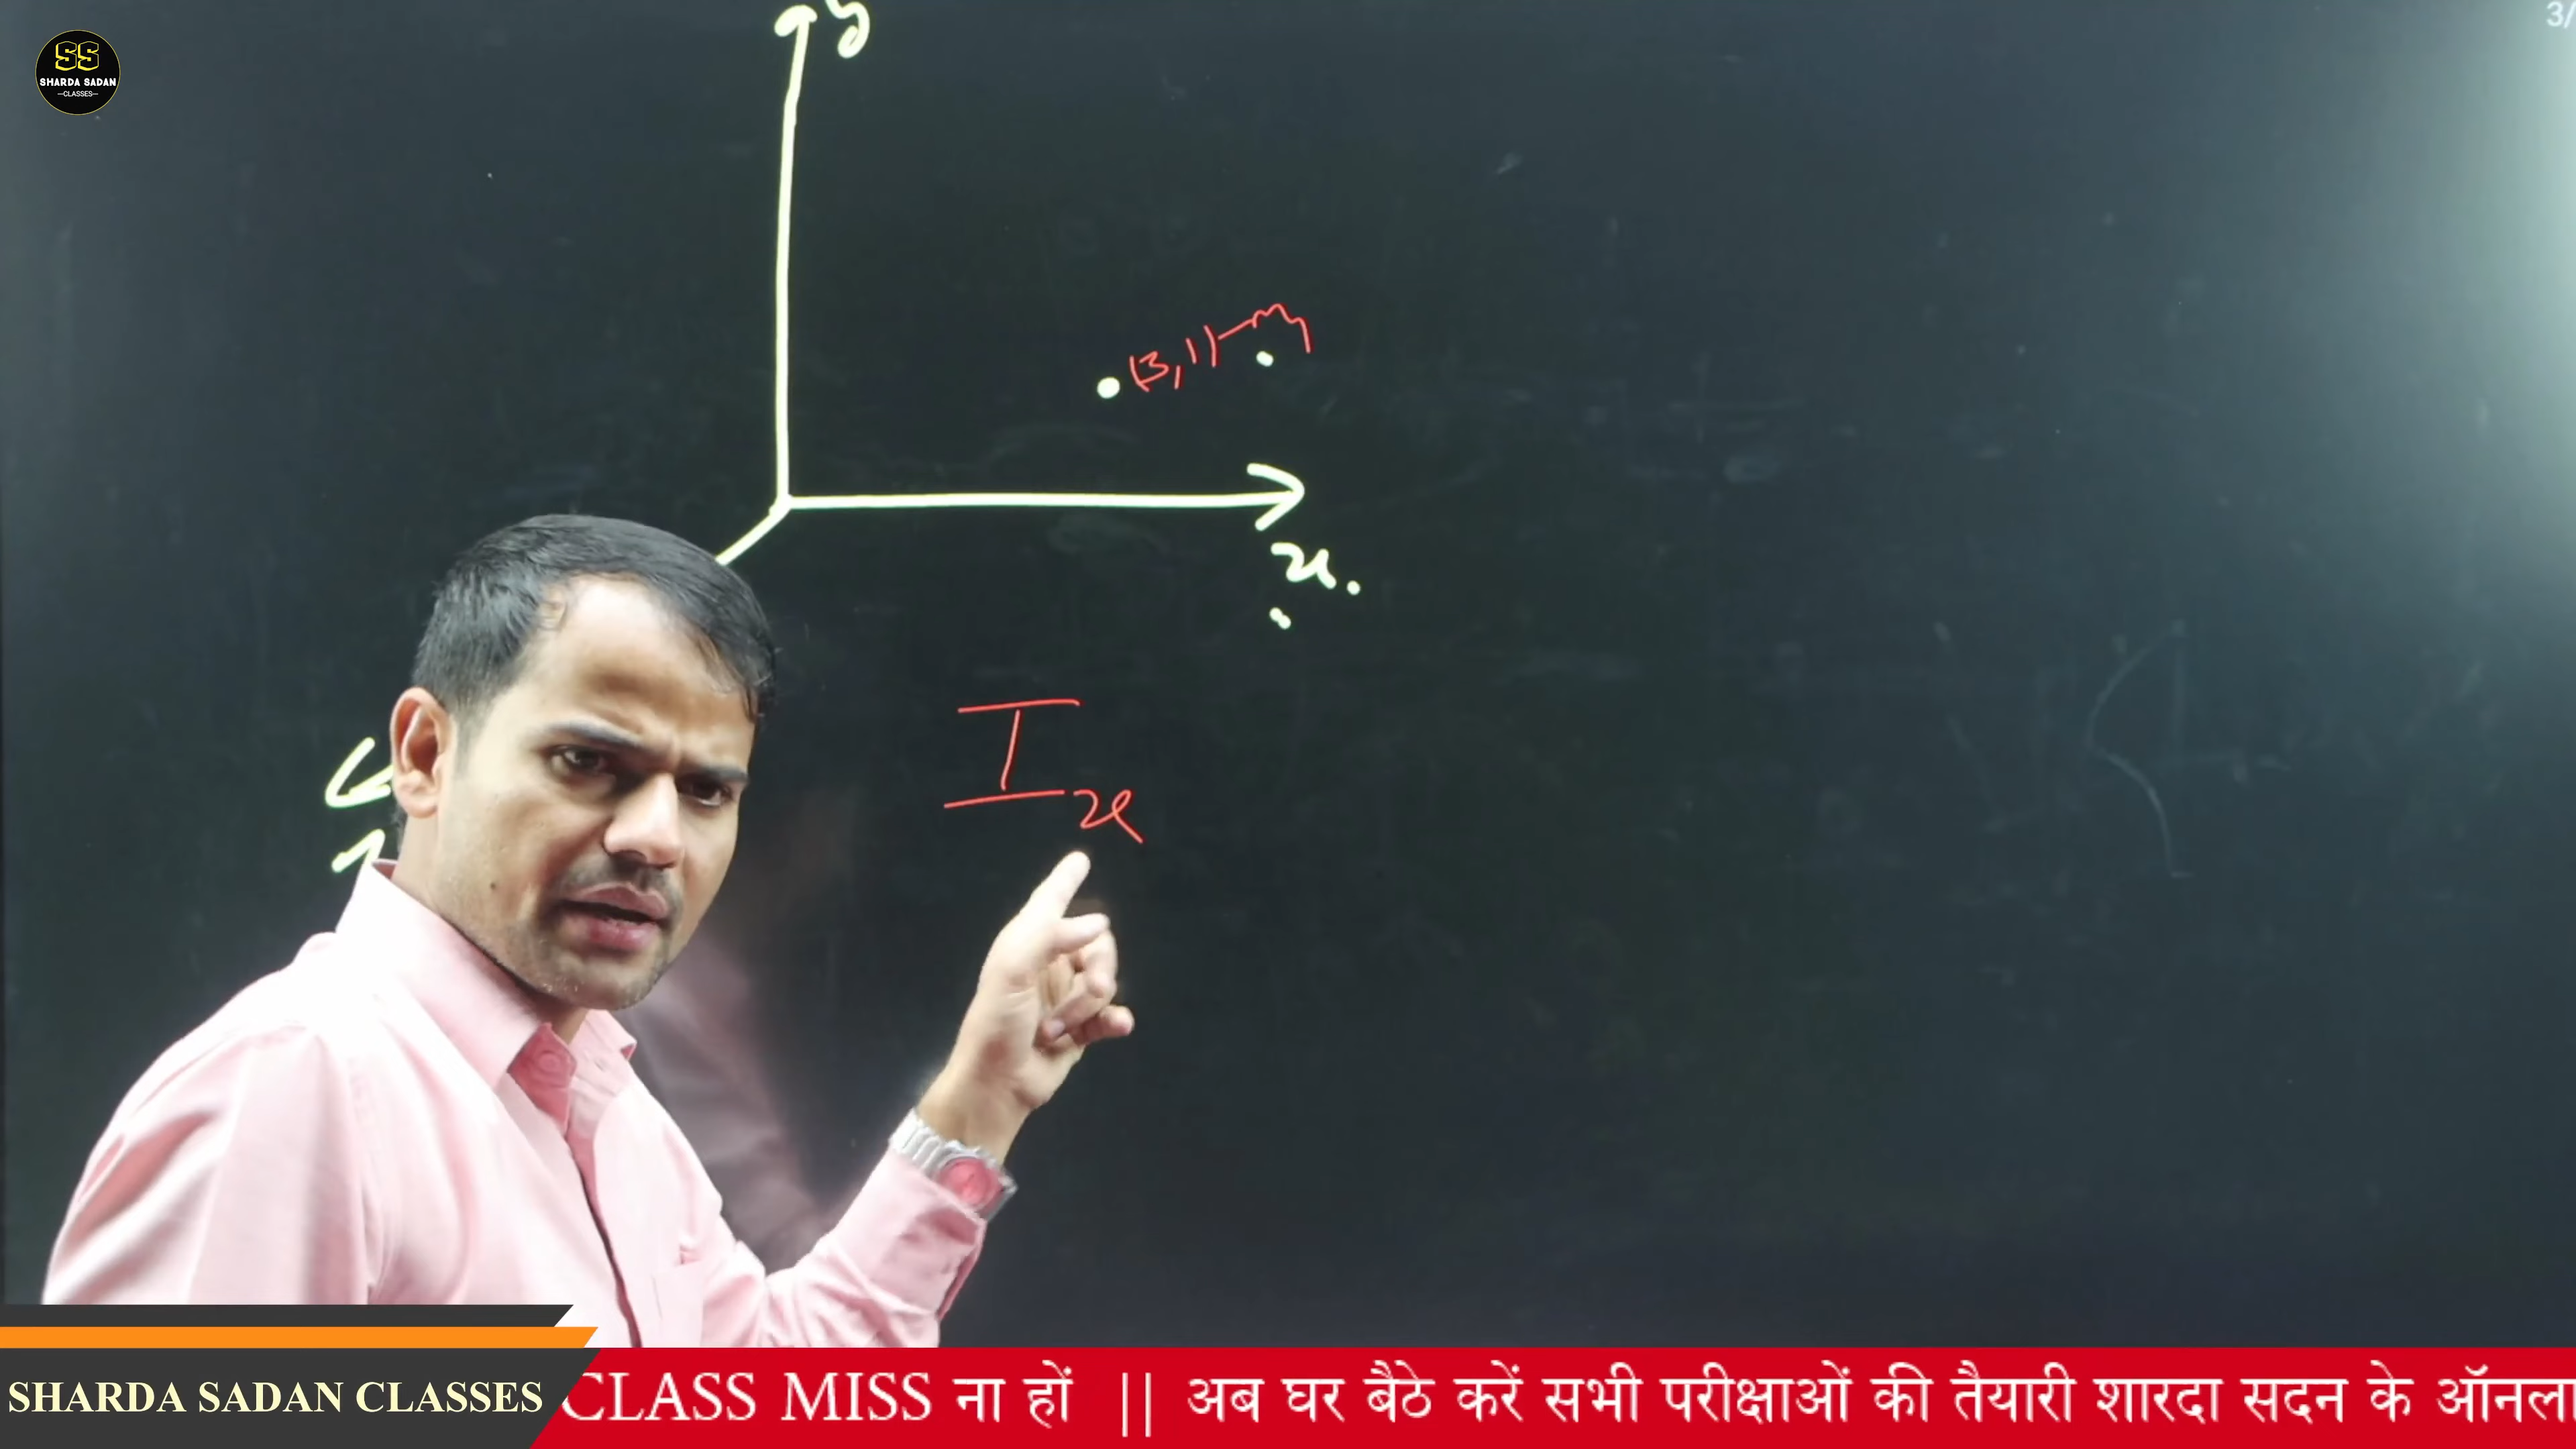 3/
SS
SHARDA SADAN
—CLASSES—
y
(3,1)
x
I x
SHARDA SADAN CLASSES
CLASS MISS ना हों || अब घर बैठे करें सभी परीक्षाओं की तैयारी शारदा सदन के ऑनला